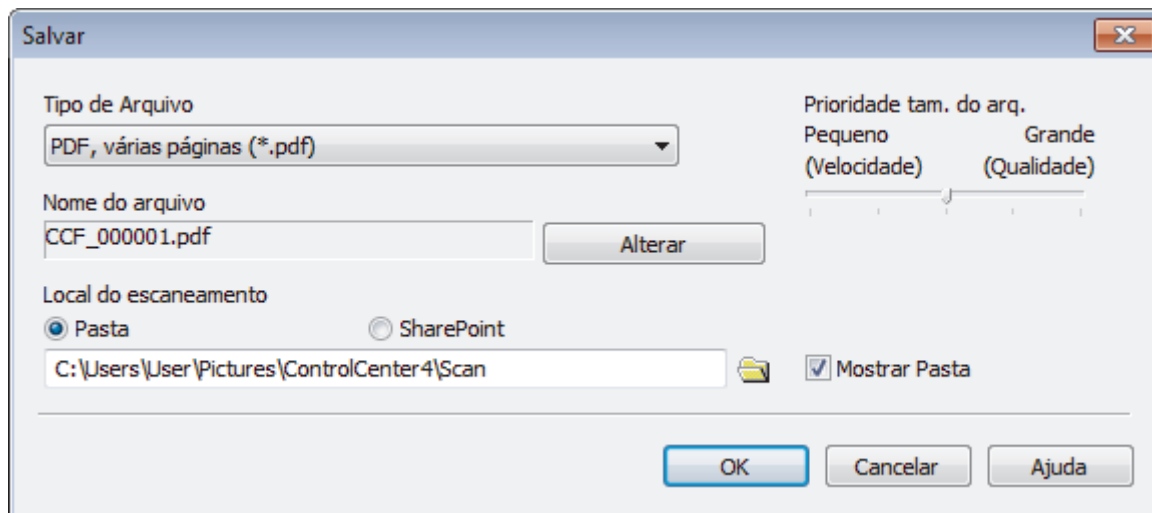 Salvar
Tipo de Arquivo
PDF, várias páginas (*.pdf)
Prioridade tam. do arq.
Pequeno Grande
(Velocidade) (Qualidade)
Nome do arquivo
CCF_000001.pdf
Alterar
Local do escaneamento
Pasta SharePoint
C:\Users\User\Pictures\ControlCenter4\Scan
Mostrar Pasta
OK Cancelar Ajuda